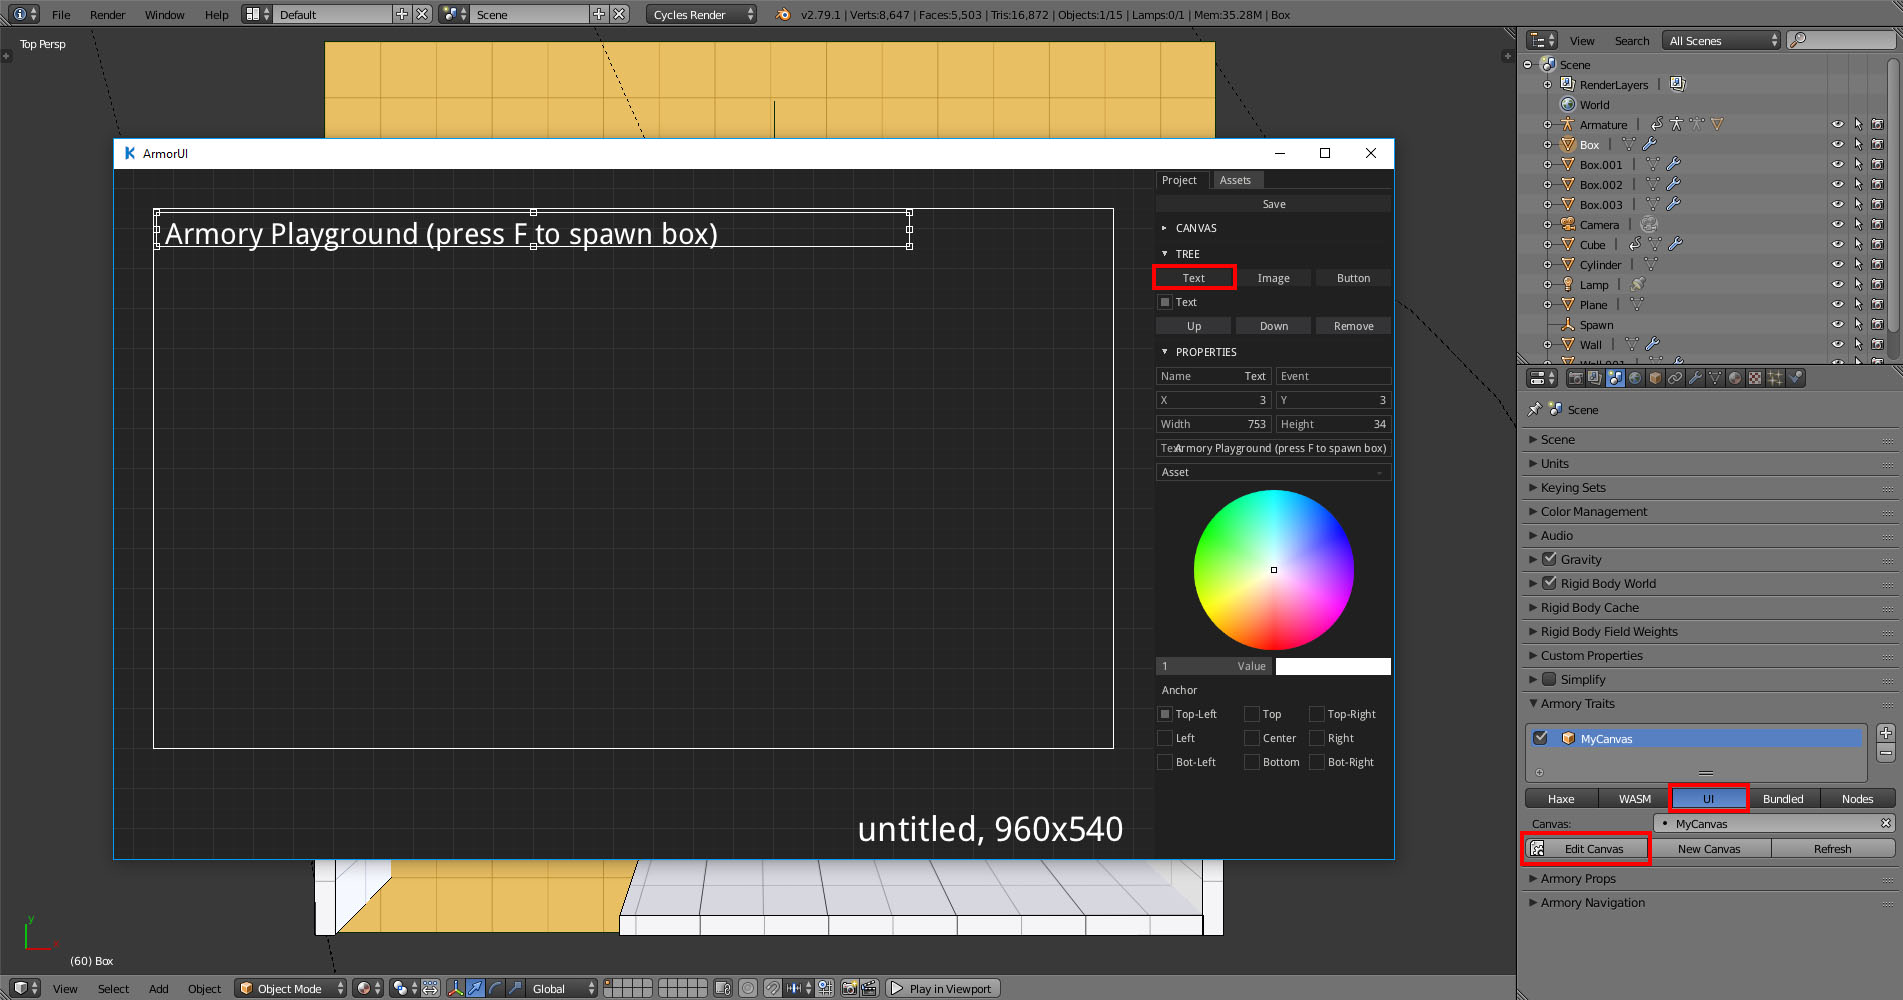 File Render Window Help Default Scene Cycles Render v2.79.1 | Verts:8,647 | Faces:5,503 | Tris:16,872 | Objects:1/15 | Lamps:0/1 | Mem:35.28M | Box
Top Persp
ArmorUI
Armory Playground (press F to spawn box)
untitled, 960x540
Project Assets
Save
CANVAS
TREE
Text Image Button
Text
Up Down Remove
PROPERTIES
Name Text Event
X 3 Y 3
Width 753 Height 34
Text Armory Playground (press F to spawn box)
Asset
1 Value
Anchor
Top-Left Top Top-Right
Left Center Right
Bot-Left Bottom Bot-Right
y
x
(60) Box
View Select Add Object Object Mode Global Play in Viewport
View Search All Scenes
Scene
RenderLayers |
World
Armature |
Box |
Box.001 |
Box.002 |
Box.003 |
Camera |
Cube |
Cylinder |
Lamp |
Plane |
Spawn
Wall |
Wall.001
Scene
Scene
Units
Keying Sets
Color Management
Audio
Gravity
Rigid Body World
Rigid Body Cache
Rigid Body Field Weights
Custom Properties
Simplify
Armory Traits
MyCanvas
Haxe WASM UI Bundled Nodes
Canvas: MyCanvas
Edit Canvas New Canvas Refresh
Armory Props
Armory Navigation